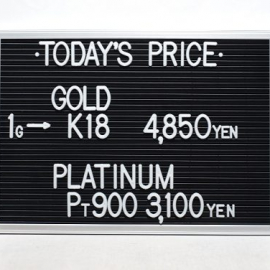 ·TODAY'S PRICE·
GOLD
1G→ K18 4,850YEN
PLATINUM
PT900 3,100YEN